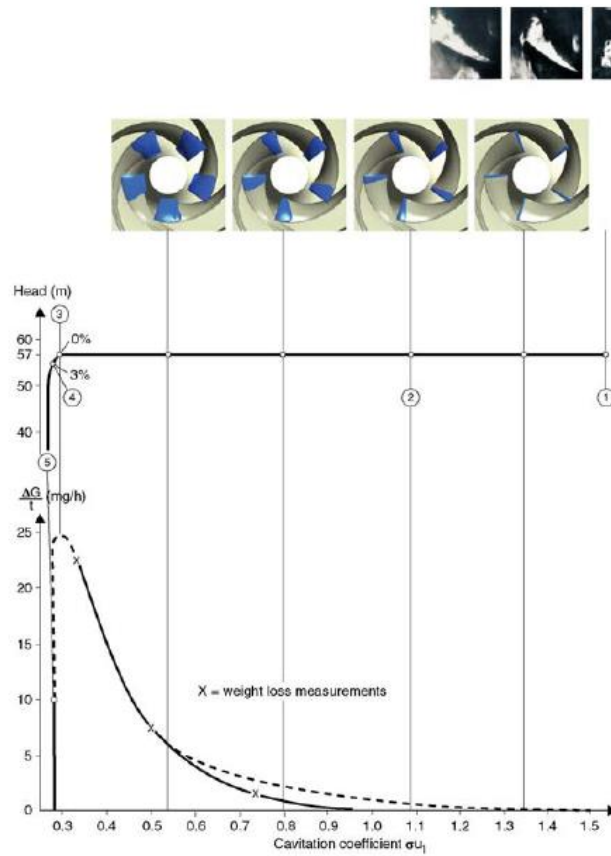 Head (m)
3
0%
60
57
3%
50
4
2
1
40
5
ΔG
t
(mg/h)
25
20
15
X = weight loss measurements
10
5
0
0.3 0.4 0.5 0.6 0.7 0.8 0.9 1.0 1.1 1.2 1.3 1.4 1.5
Cavitation coefficient σu₁